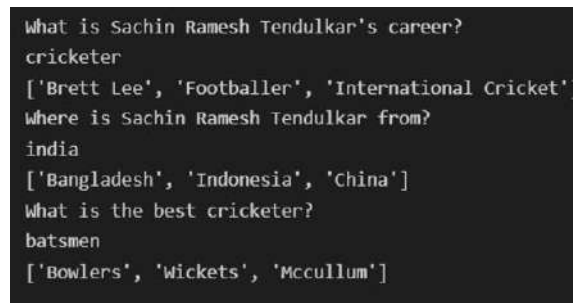 What is Sachin Ramesh Tendulkar's career?
cricketer
['Brett Lee', 'Footballer', 'International Cricket']
Where is Sachin Ramesh Tendulkar from?
india
['Bangladesh', 'Indonesia', 'China']
What is the best cricketer?
batsmen
['Bowlers', 'Wickets', 'Mccullum']